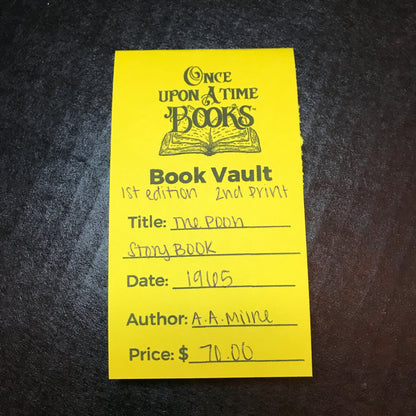 ONCE
UPON A TIME
BOOKS
Book Vault
1st edition 2nd print
Title: The Pooh
Story Book
Date: 1965
Author: A.A. Milne
Price: $ 70.00